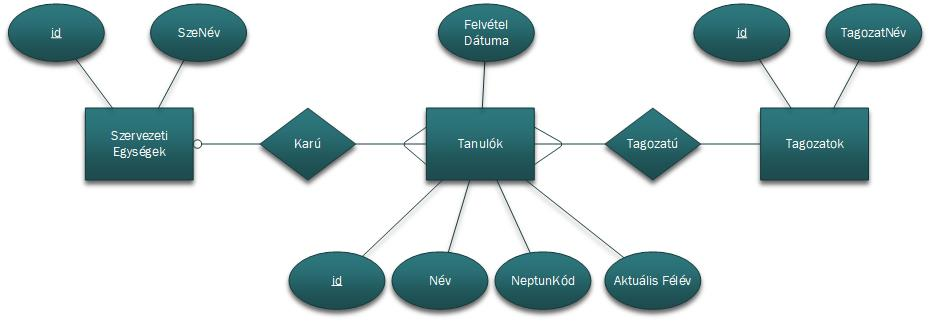 id
SzeNév
Felvétel
Dátuma
id
TagozatNév
Szervezeti
Egységek
Karú
Tanulók
Tagozatú
Tagozatok
id
Név
NeptunKód
Aktuális Félév